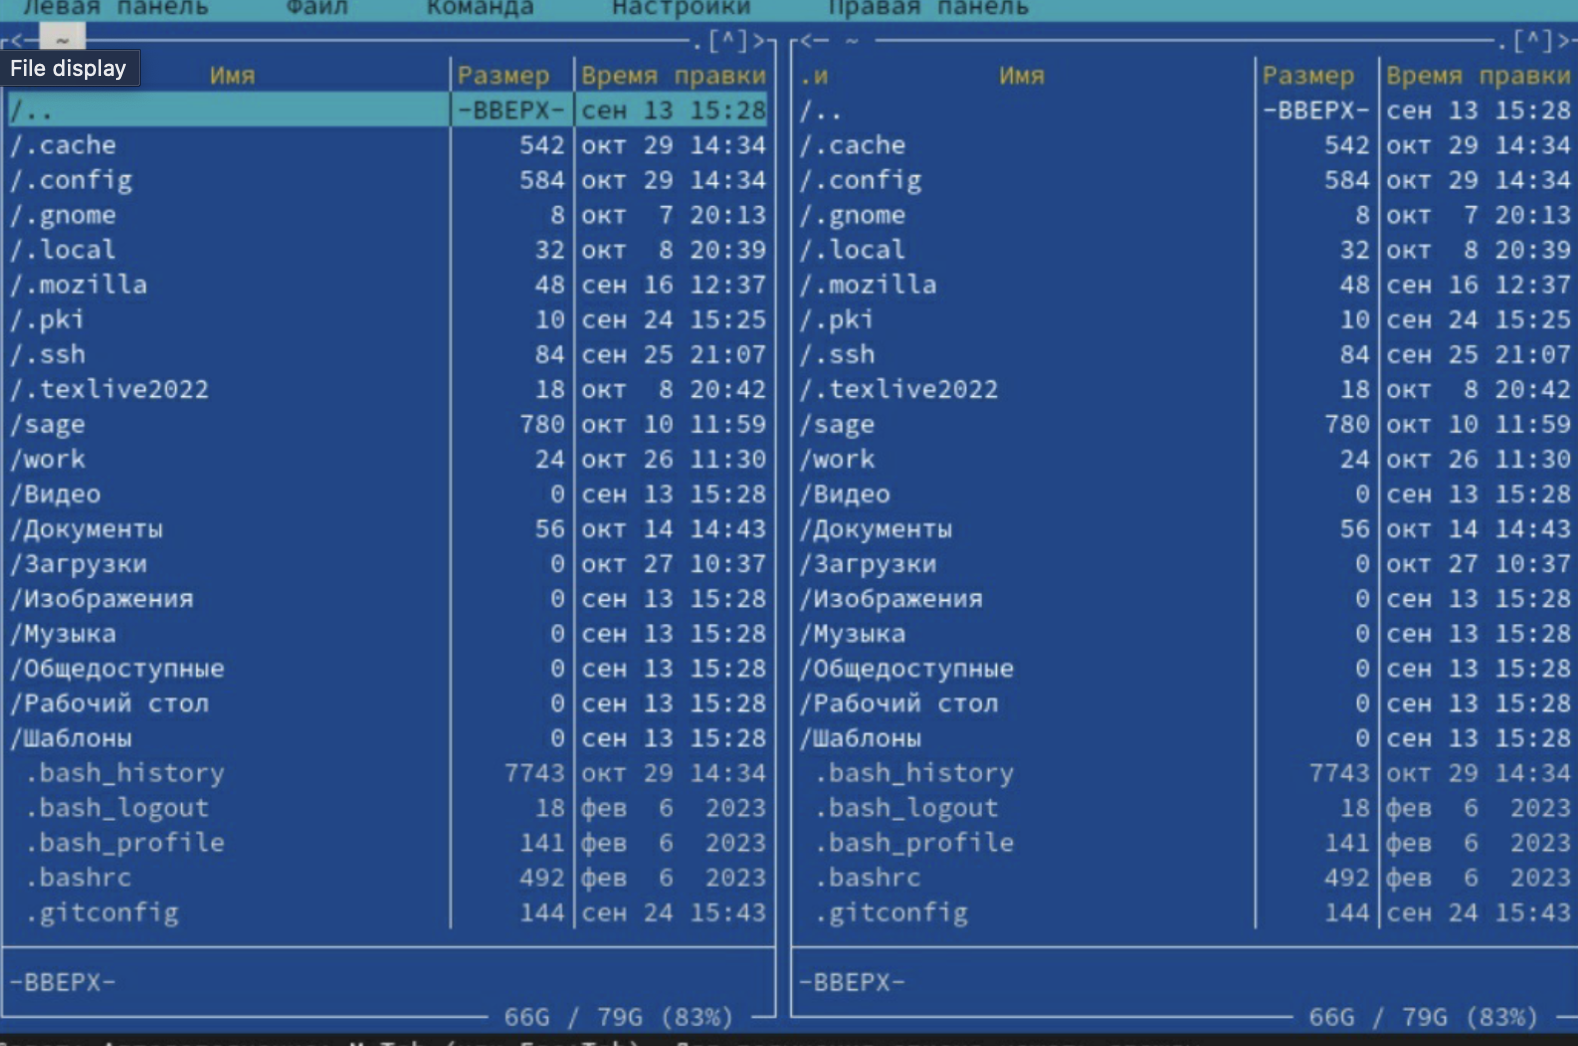 Левая панель Файл Команда Настройки Правая панель
<— ~ .[^]> <— ~ .[^]>
File display
Имя Размер Время правки .и Имя Размер Время правки
/.. -ВВЕРХ- сен 13 15:28 /.. -ВВЕРХ- сен 13 15:28
/.cache 542 окт 29 14:34 /.cache 542 окт 29 14:34
/.config 584 окт 29 14:34 /.config 584 окт 29 14:34
/.gnome 8 окт 7 20:13 /.gnome 8 окт 7 20:13
/.local 32 окт 8 20:39 /.local 32 окт 8 20:39
/.mozilla 48 сен 16 12:37 /.mozilla 48 сен 16 12:37
/.pki 10 сен 24 15:25 /.pki 10 сен 24 15:25
/.ssh 84 сен 25 21:07 /.ssh 84 сен 25 21:07
/.texlive2022 18 окт 8 20:42 /.texlive2022 18 окт 8 20:42
/sage 780 окт 10 11:59 /sage 780 окт 10 11:59
/work 24 окт 26 11:30 /work 24 окт 26 11:30
/Видео 0 сен 13 15:28 /Видео 0 сен 13 15:28
/Документы 56 окт 14 14:43 /Документы 56 окт 14 14:43
/Загрузки 0 окт 27 10:37 /Загрузки 0 окт 27 10:37
/Изображения 0 сен 13 15:28 /Изображения 0 сен 13 15:28
/Музыка 0 сен 13 15:28 /Музыка 0 сен 13 15:28
/Общедоступные 0 сен 13 15:28 /Общедоступные 0 сен 13 15:28
/Рабочий стол 0 сен 13 15:28 /Рабочий стол 0 сен 13 15:28
/Шаблоны 0 сен 13 15:28 /Шаблоны 0 сен 13 15:28
.bash_history 7743 окт 29 14:34 .bash_history 7743 окт 29 14:34
.bash_logout 18 фев 6 2023 .bash_logout 18 фев 6 2023
.bash_profile 141 фев 6 2023 .bash_profile 141 фев 6 2023
.bashrc 492 фев 6 2023 .bashrc 492 фев 6 2023
.gitconfig 144 сен 24 15:43 .gitconfig 144 сен 24 15:43
-ВВЕРХ- -ВВЕРХ-
66G / 79G (83%) 66G / 79G (83%)